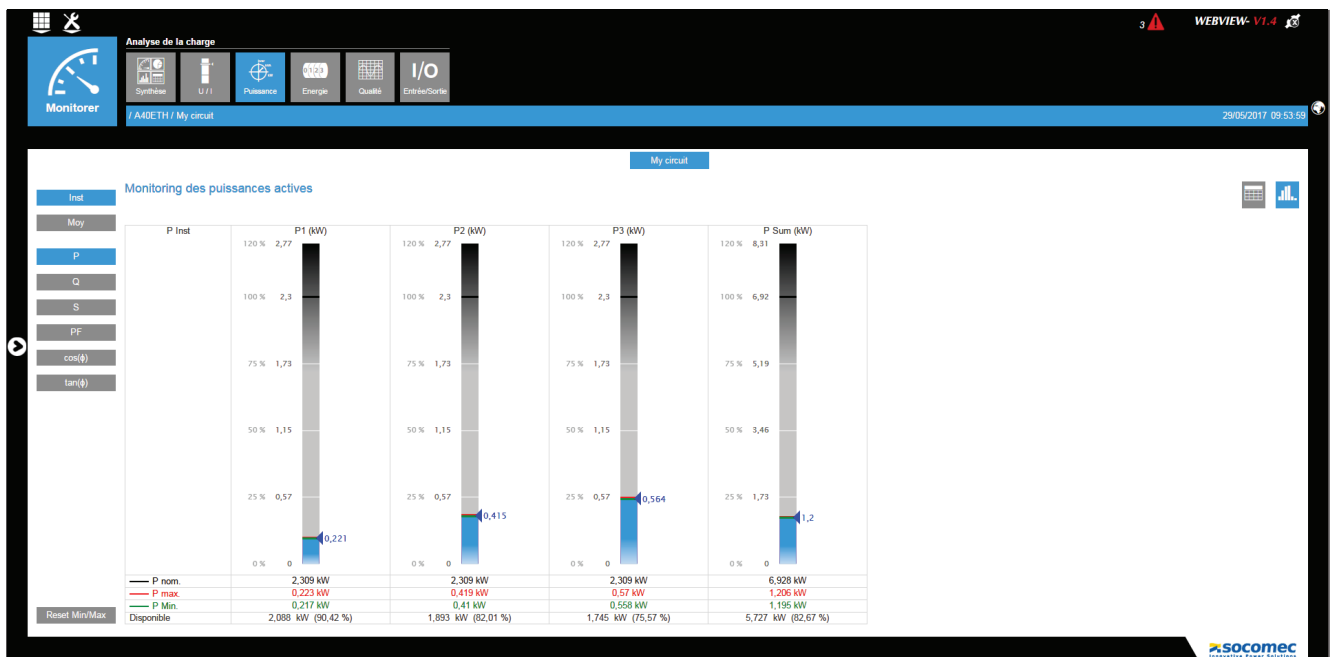 3 WEBVIEW- V1.4
Analyse de la charge
Synthèse U / I Puissance Energie Qualité I/O Entrée/Sortie
Monitorer
/ A40ETH / My circuit 29/05/2017 09:53:59
My circuit
Monitoring des puissances actives
Inst
Moy
P
Q
S
PF
cos(ϕ)
tan(ϕ)
Reset Min/Max
P Inst P1 (kW) P2 (kW) P3 (kW) P Sum (kW)
120 % 2,77 120 % 2,77 120 % 2,77 120 % 8,31
100 % 2,3 100 % 2,3 100 % 2,3 100 % 6,92
75 % 1,73 75 % 1,73 75 % 1,73 75 % 5,19
50 % 1,15 50 % 1,15 50 % 1,15 50 % 3,46
25 % 0,57 25 % 0,57 25 % 0,57 25 % 1,73
0,221 0,415 0,564 1,2
0 % 0 0 % 0 0 % 0 0 % 0
P nom. 2,309 kW 2,309 kW 2,309 kW 6,928 kW
P max. 0,223 kW 0,419 kW 0,57 kW 1,206 kW
P Min. 0,217 kW 0,41 kW 0,558 kW 1,195 kW
Disponible 2,088 kW (90,42 %) 1,893 kW (82,01 %) 1,745 kW (75,57 %) 5,727 kW (82,67 %)
socomec
Innovative Power Solutions